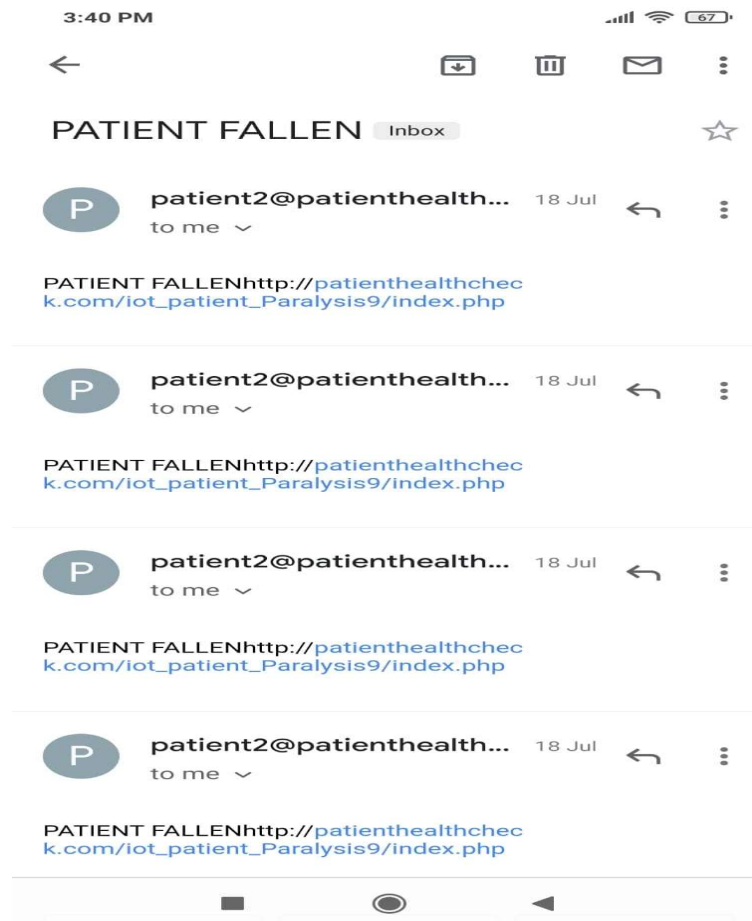 3:40 PM
67
PATIENT FALLEN Inbox
P
patient2@patienthealth... 18 Jul
to me
PATIENT FALLENhttp://patienthealthchec
k.com/iot_patient_Paralysis9/index.php
P
patient2@patienthealth... 18 Jul
to me
PATIENT FALLENhttp://patienthealthchec
k.com/iot_patient_Paralysis9/index.php
P
patient2@patienthealth... 18 Jul
to me
PATIENT FALLENhttp://patienthealthchec
k.com/iot_patient_Paralysis9/index.php
P
patient2@patienthealth... 18 Jul
to me
PATIENT FALLENhttp://patienthealthchec
k.com/iot_patient_Paralysis9/index.php